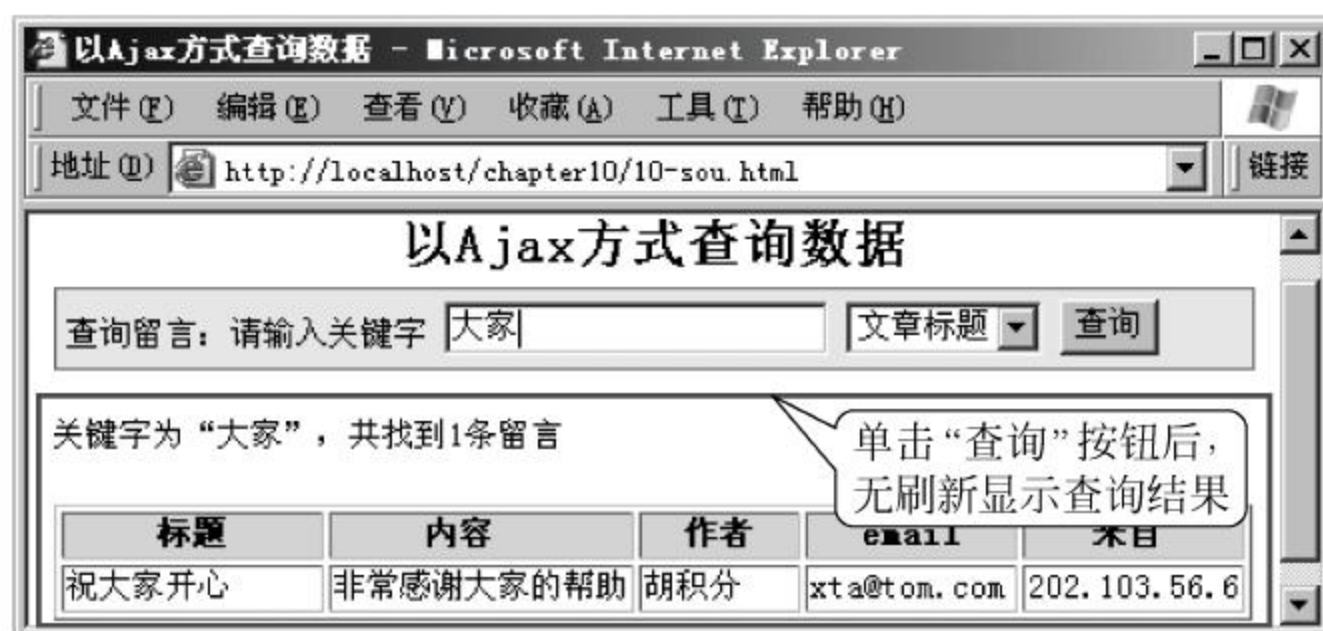 以Ajax方式查询数据 - Microsoft Internet Explorer
文件(F) 编辑(E) 查看(V) 收藏(A) 工具(T) 帮助(H)
地址(D) http://localhost/chapter10/10-sou.html 链接
以Ajax方式查询数据
查询留言：请输入关键字 大家 文章标题 查询
关键字为“大家”，共找到1条留言
单击“查询”按钮后，
无刷新显示查询结果
标题 内容 作者 email 来自
祝大家开心 非常感谢大家的帮助 胡积分 xta@tom.com 202.103.56.6